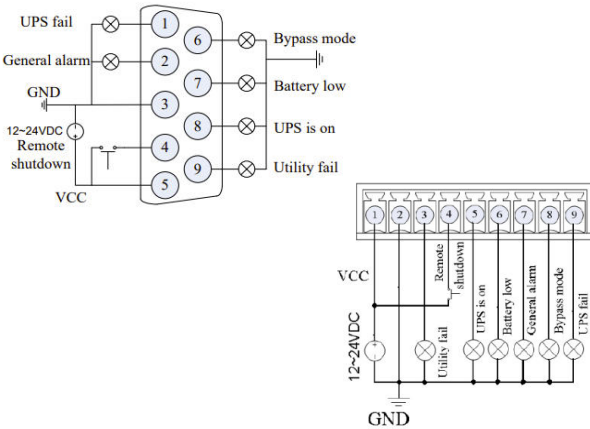 UPS fail
1
6
Bypass mode
General alarm
2
7
Battery low
GND
3
12~24VDC
8
UPS is on
Remote
shutdown
4
9
Utility fail
VCC
5
1 2 3 4 5 6 7 8 9
VCC
Remote
shutdown
12~24VDC
Utility fail
UPS is on
Battery low
General alarm
Bypass mode
UPS fail
GND